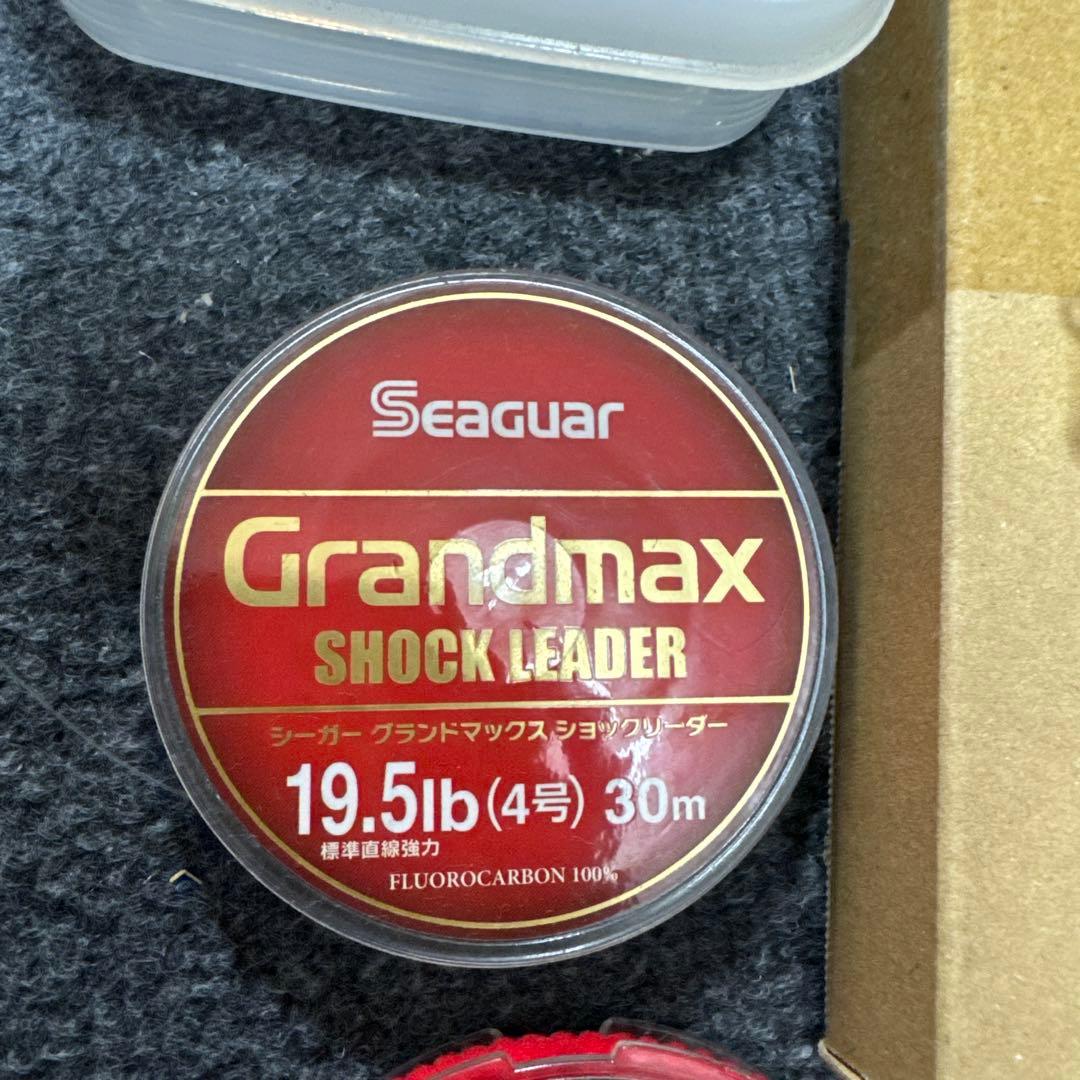 Seaguar
Grandmax
SHOCK LEADER
シーガー グランドマックス ショックリーダー
19.5lb(4号) 30m
標準直線強力
FLUOROCARBON 100%